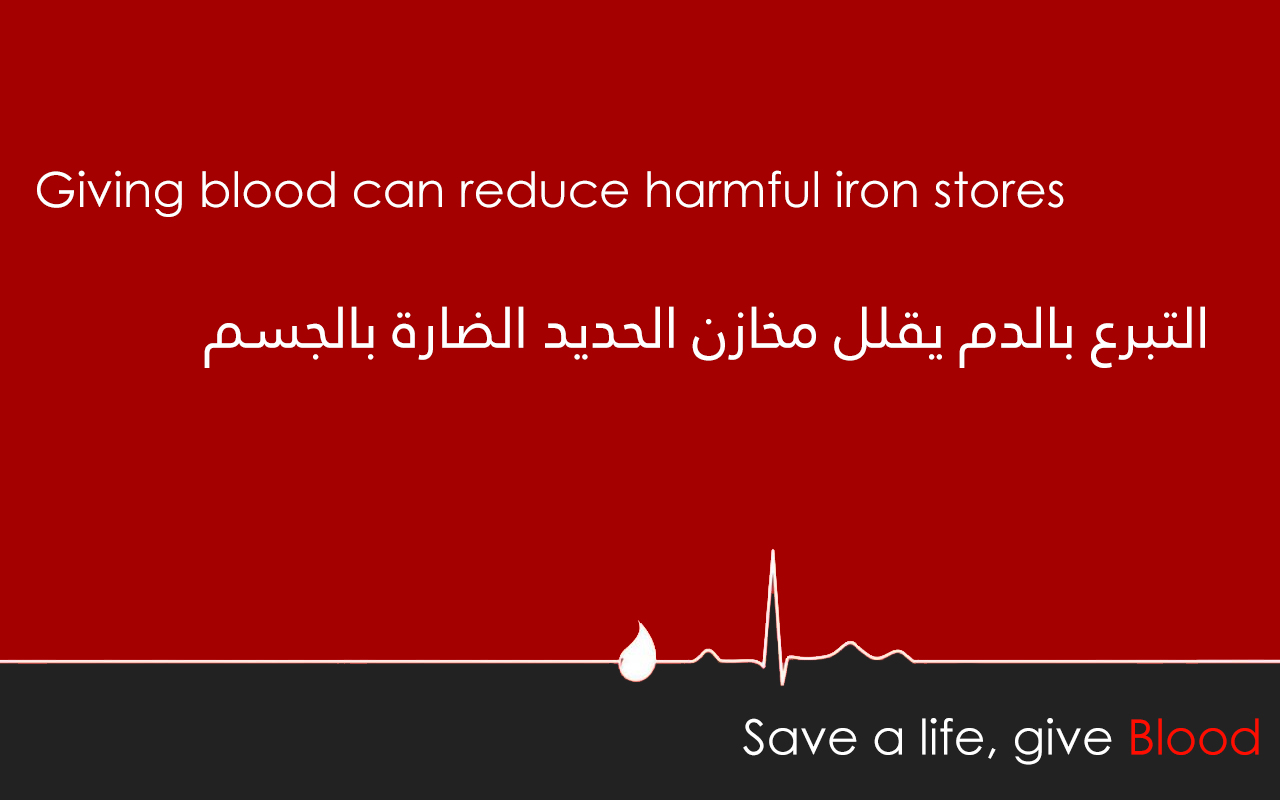 Giving blood can reduce harmful iron stores
التبرع بالدم يقلل مخازن الحديد الضارة بالجسم
Save a life, give Blood